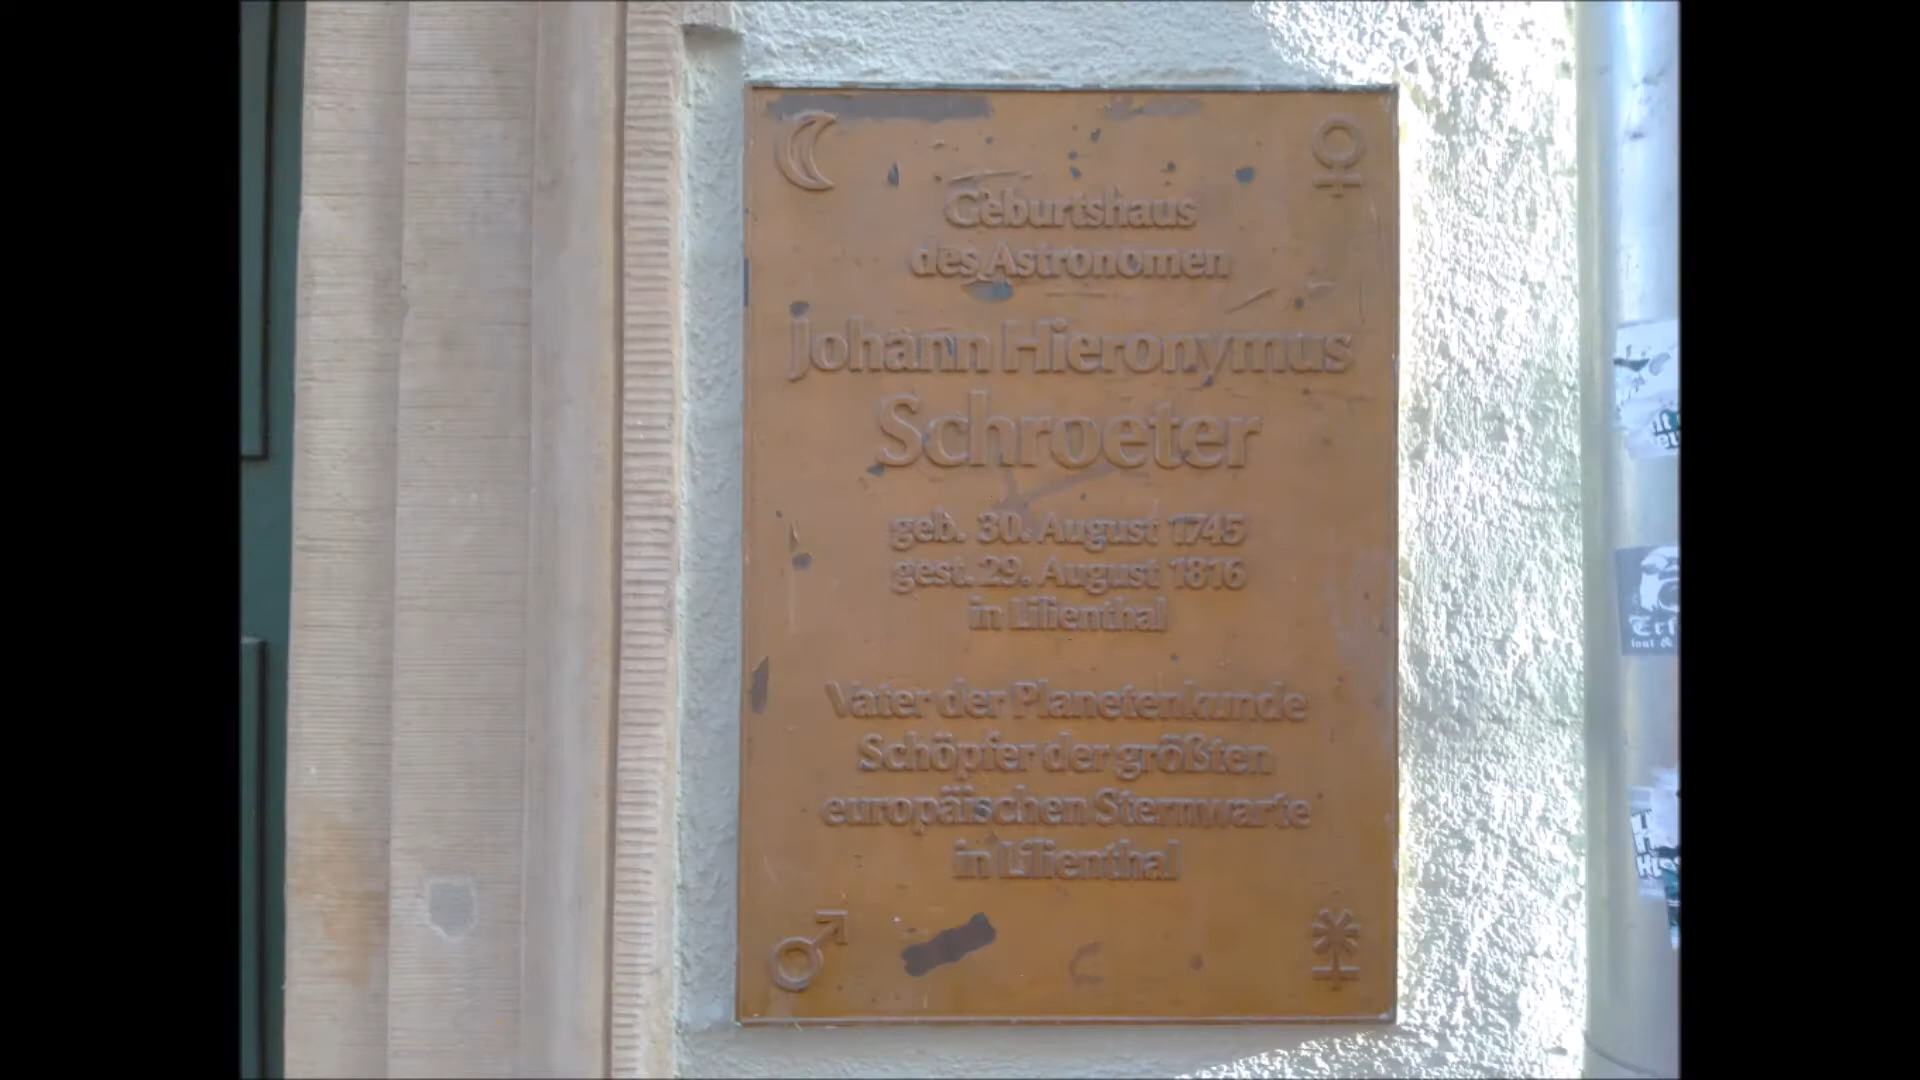 Geburtshaus
des Astronomen
Johann Hieronymus
Schroeter
geb. 30. August 1745
gest. 29. August 1816
in Lilienthal
Vater der Planetenkunde
Schöpfer der größten
europäischen Sternwarte
in Lilienthal